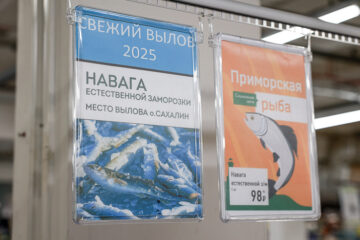 СВЕЖИЙ ВЫЛОВ
2025
НАВАГА
ЕСТЕСТВЕННОЙ ЗАМОРОЗКИ
МЕСТО ВЫЛОВА о.САХАЛИН
Приморская
рыба
Навага
естественной з/м
98₽